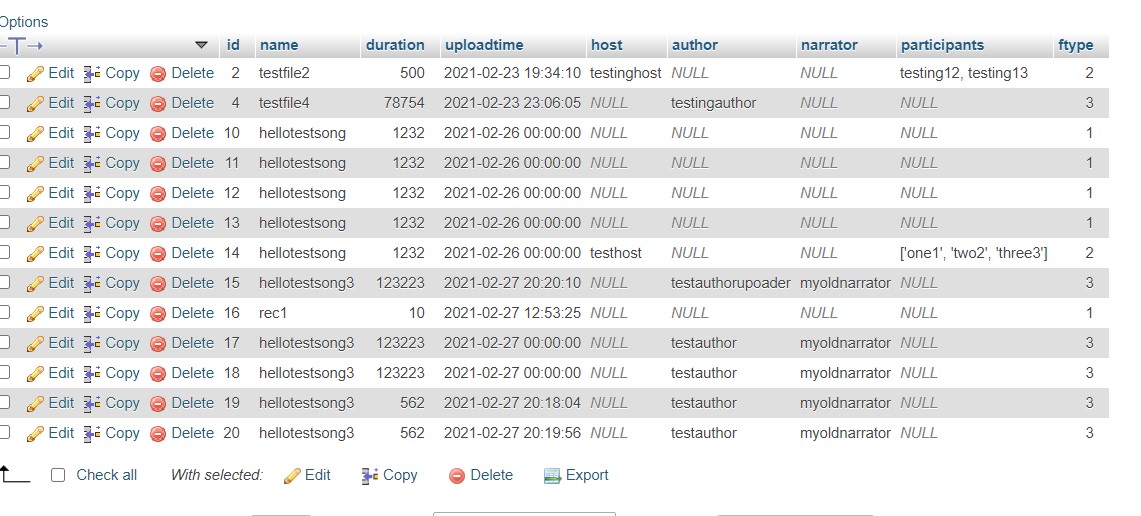 Options
id name duration uploadtime host author narrator participants ftype
Edit Copy Delete 2 testfile2 500 2021-02-23 19:34:10 testinghost NULL NULL testing12, testing13 2
Edit Copy Delete 4 testfile4 78754 2021-02-23 23:06:05 NULL testingauthor NULL NULL 3
Edit Copy Delete 10 hellotestsong 1232 2021-02-26 00:00:00 NULL NULL NULL NULL 1
Edit Copy Delete 11 hellotestsong 1232 2021-02-26 00:00:00 NULL NULL NULL NULL 1
Edit Copy Delete 12 hellotestsong 1232 2021-02-26 00:00:00 NULL NULL NULL NULL 1
Edit Copy Delete 13 hellotestsong 1232 2021-02-26 00:00:00 NULL NULL NULL NULL 1
Edit Copy Delete 14 hellotestsong 1232 2021-02-26 00:00:00 testhost NULL NULL ['one1', 'two2', 'three3'] 2
Edit Copy Delete 15 hellotestsong3 123223 2021-02-27 20:20:10 NULL testauthorupoader myoldnarrator NULL 3
Edit Copy Delete 16 rec1 10 2021-02-27 12:53:25 NULL NULL NULL NULL 1
Edit Copy Delete 17 hellotestsong3 123223 2021-02-27 00:00:00 NULL testauthor myoldnarrator NULL 3
Edit Copy Delete 18 hellotestsong3 123223 2021-02-27 00:00:00 NULL testauthor myoldnarrator NULL 3
Edit Copy Delete 19 hellotestsong3 562 2021-02-27 20:18:04 NULL testauthor myoldnarrator NULL 3
Edit Copy Delete 20 hellotestsong3 562 2021-02-27 20:19:56 NULL testauthor myoldnarrator NULL 3
Check all With selected: Edit Copy Delete Export